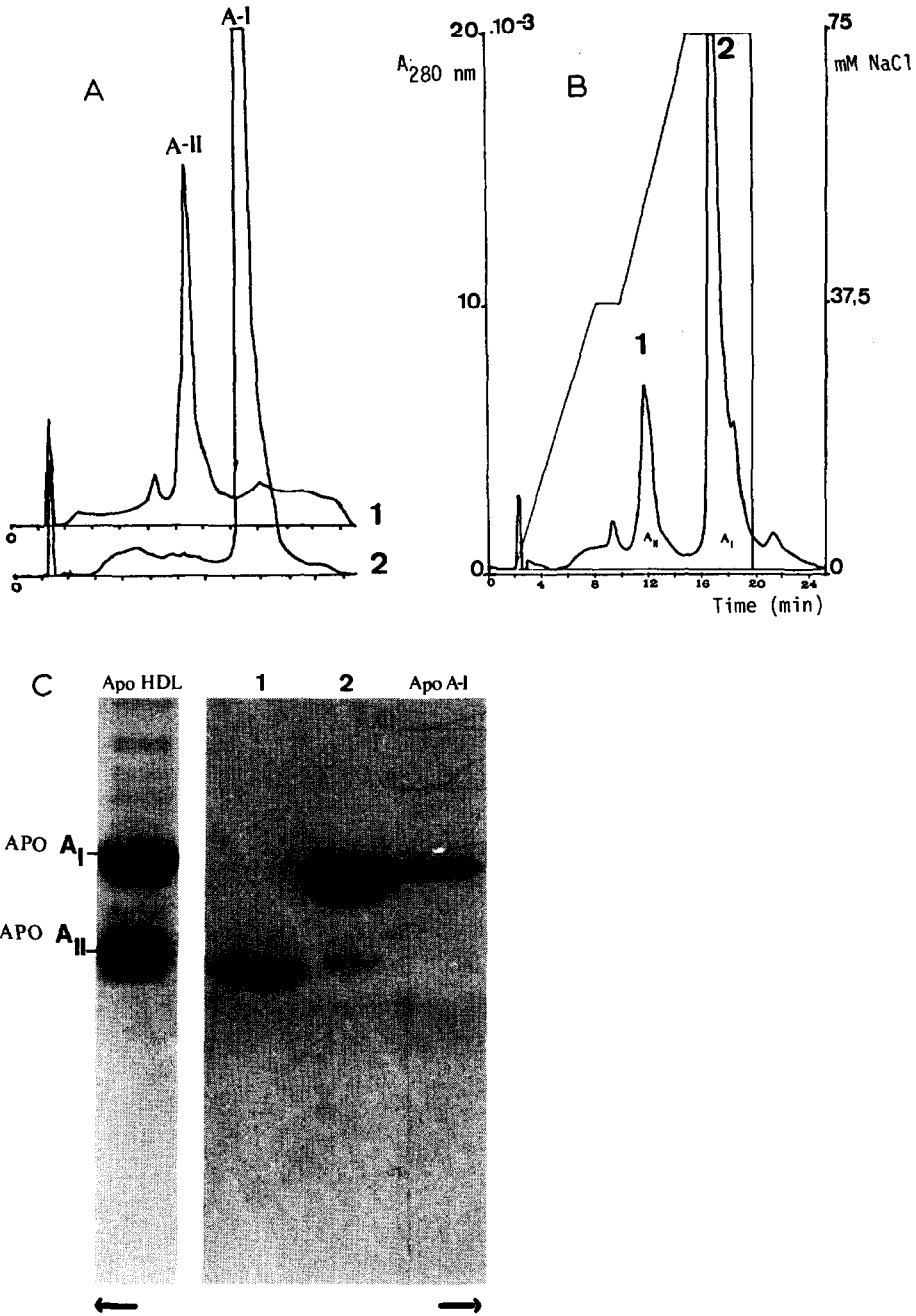 A
A-II
A-I
0
1
0
2
B
20 .10-3
A280 nm
10
0
75
mM NaCl
37,5
0
1
2
AII
AI
0 4 8 12 16 20 24
Time (min)
C
Apo HDL 1 2 Apo A-I
APO AI
APO AII